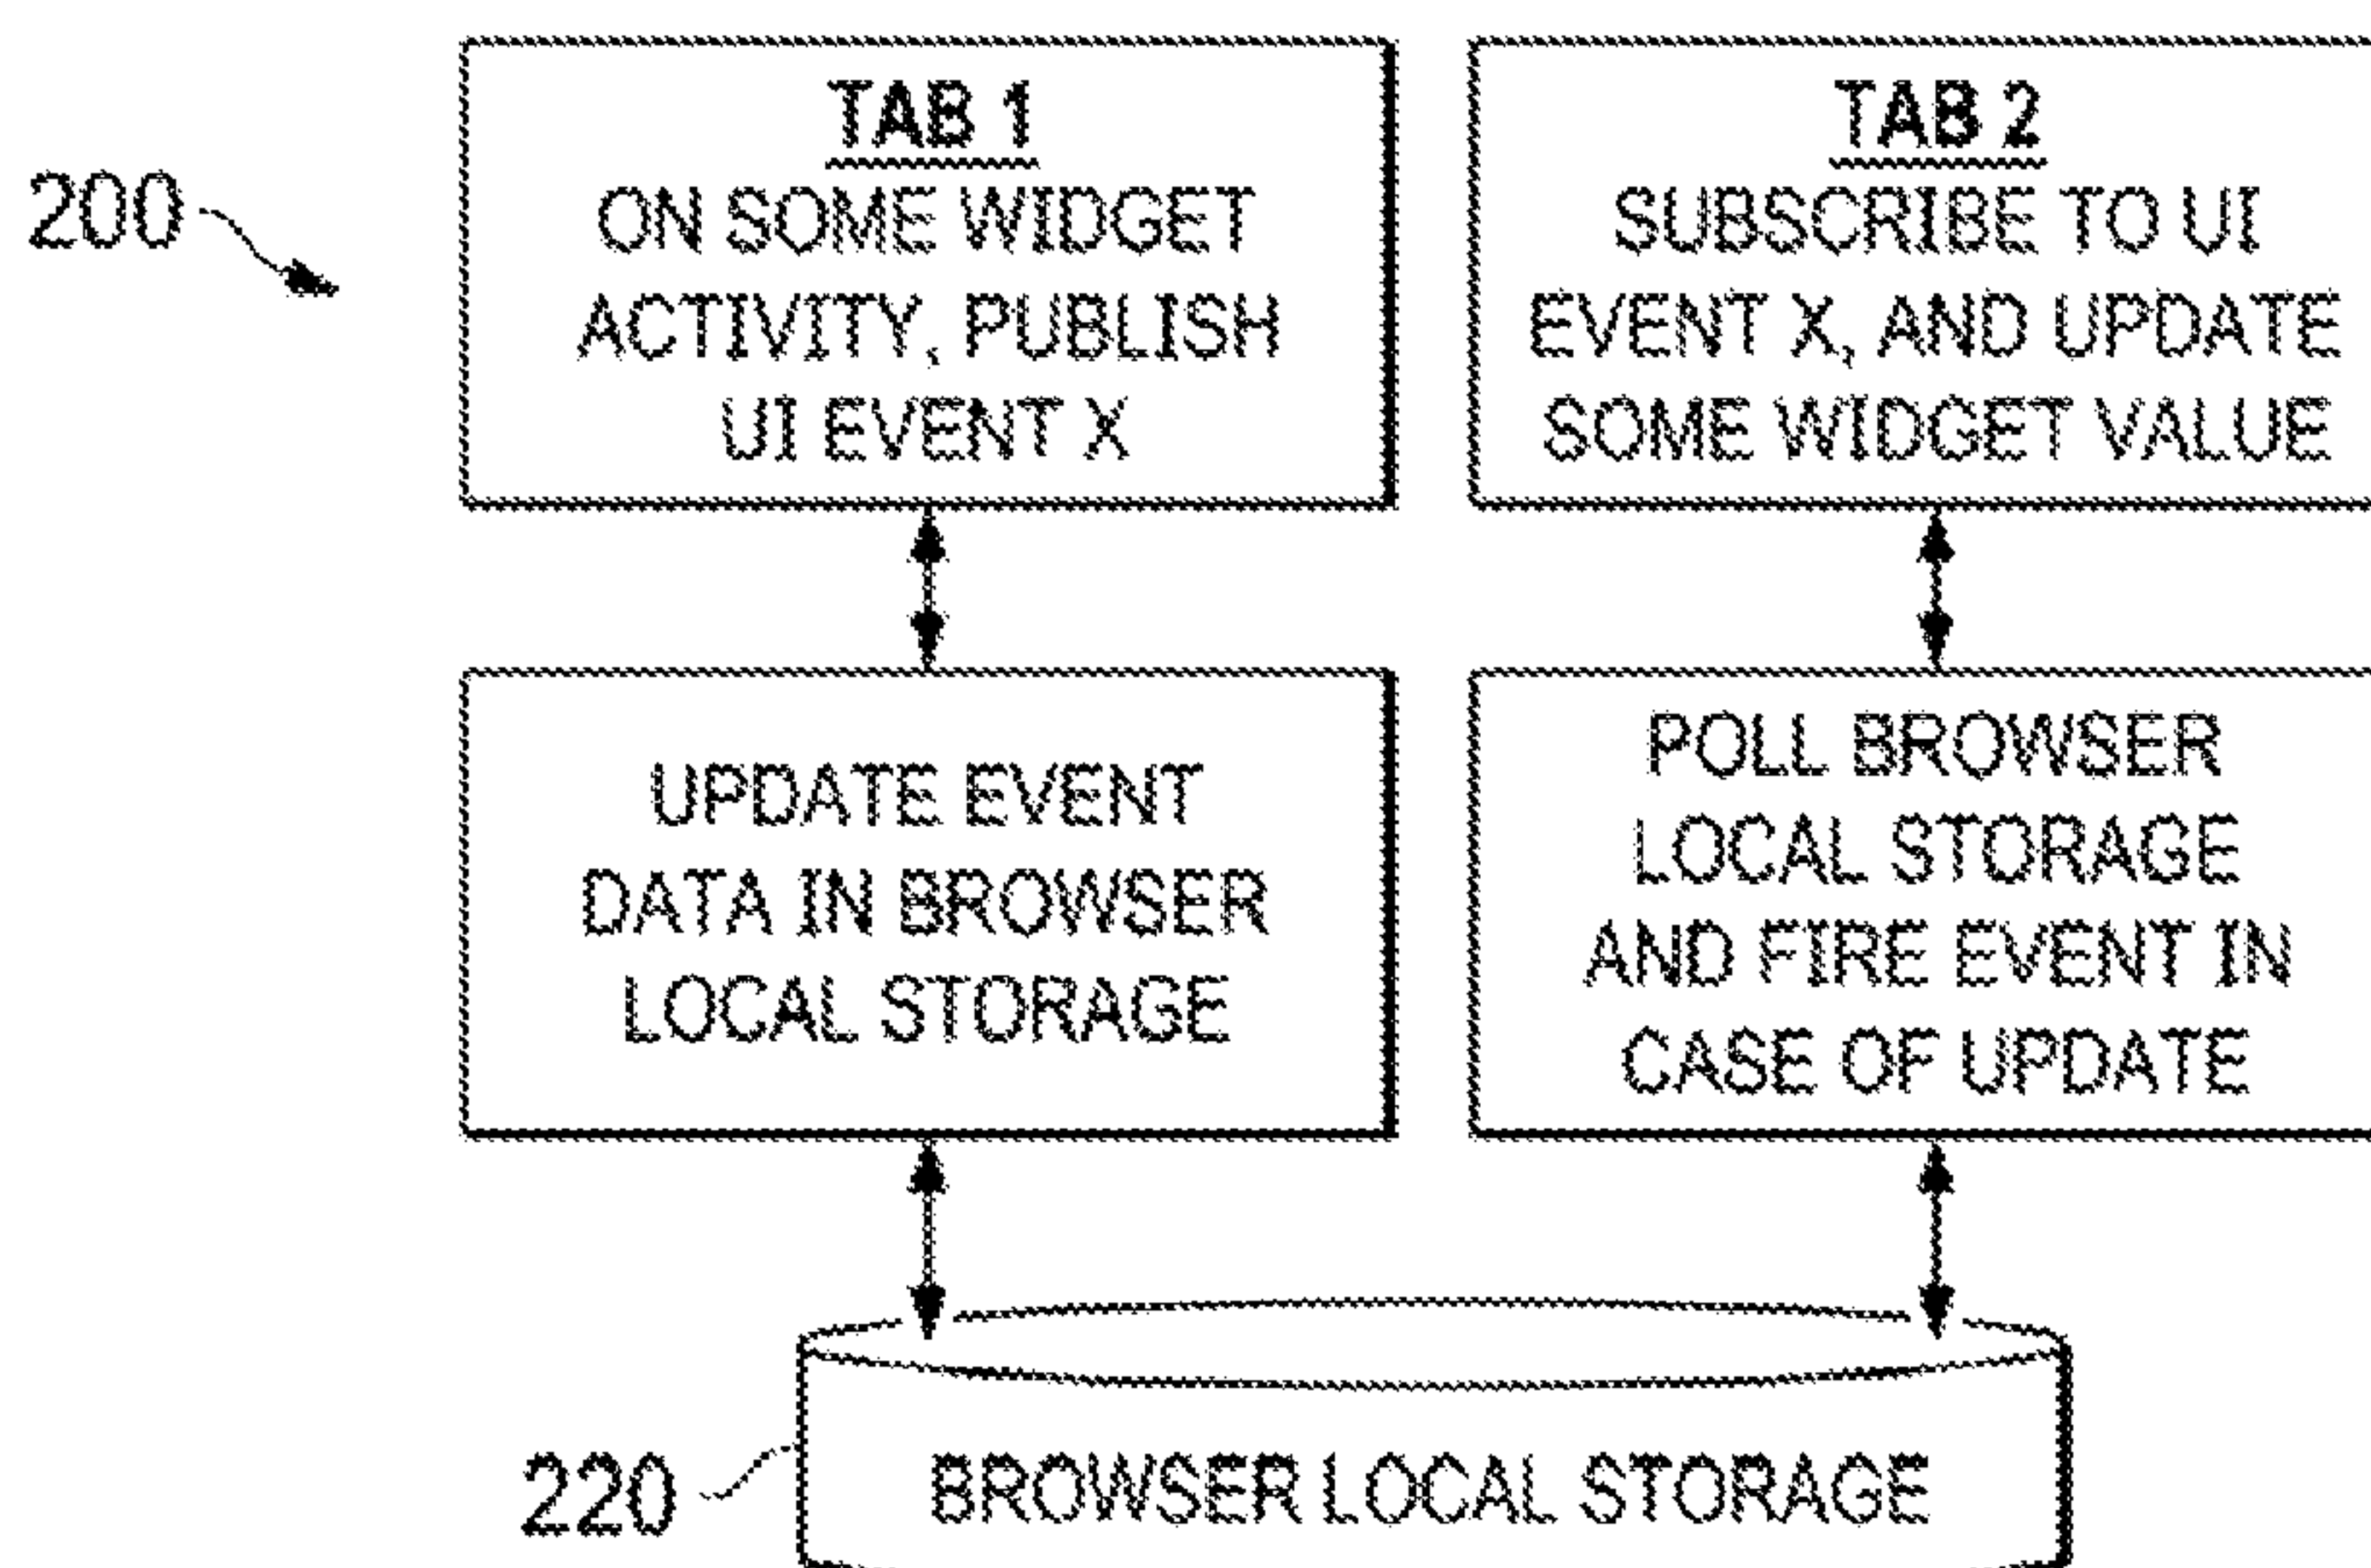 200
TAB 1
ON SOME WIDGET
ACTIVITY, PUBLISH
UI EVENT X
TAB 2
SUBSCRIBE TO UI
EVENT X, AND UPDATE
SOME WIDGET VALUE
UPDATE EVENT
DATA IN BROWSER
LOCAL STORAGE
POLL BROWSER
LOCAL STORAGE
AND FIRE EVENT IN
CASE OF UPDATE
220
BROWSER LOCAL STORAGE